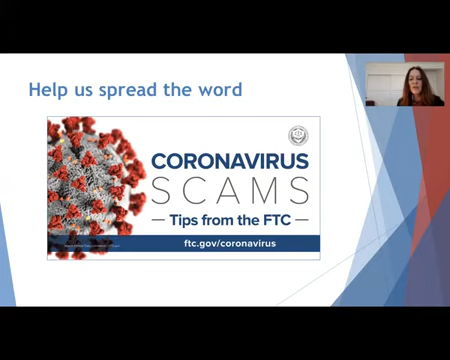 Help us spread the word
CORONAVIRUS
SCAMS
Tips from the FTC
ftc.gov/coronavirus